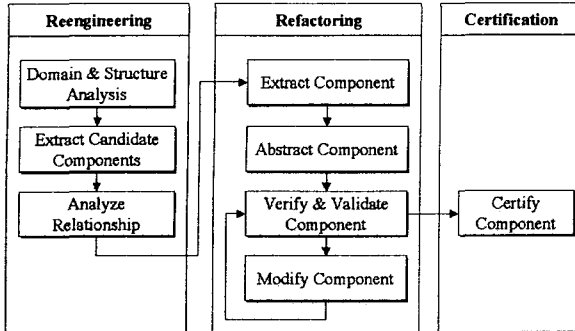 Reengineering
Domain & Structure
Analysis
Extract Candidate
Components
Analyze
Relationship
Refactoring
Extract Component
Abstract Component
Verify & Validate
Component
Modify Component
Certification
Certify
Component